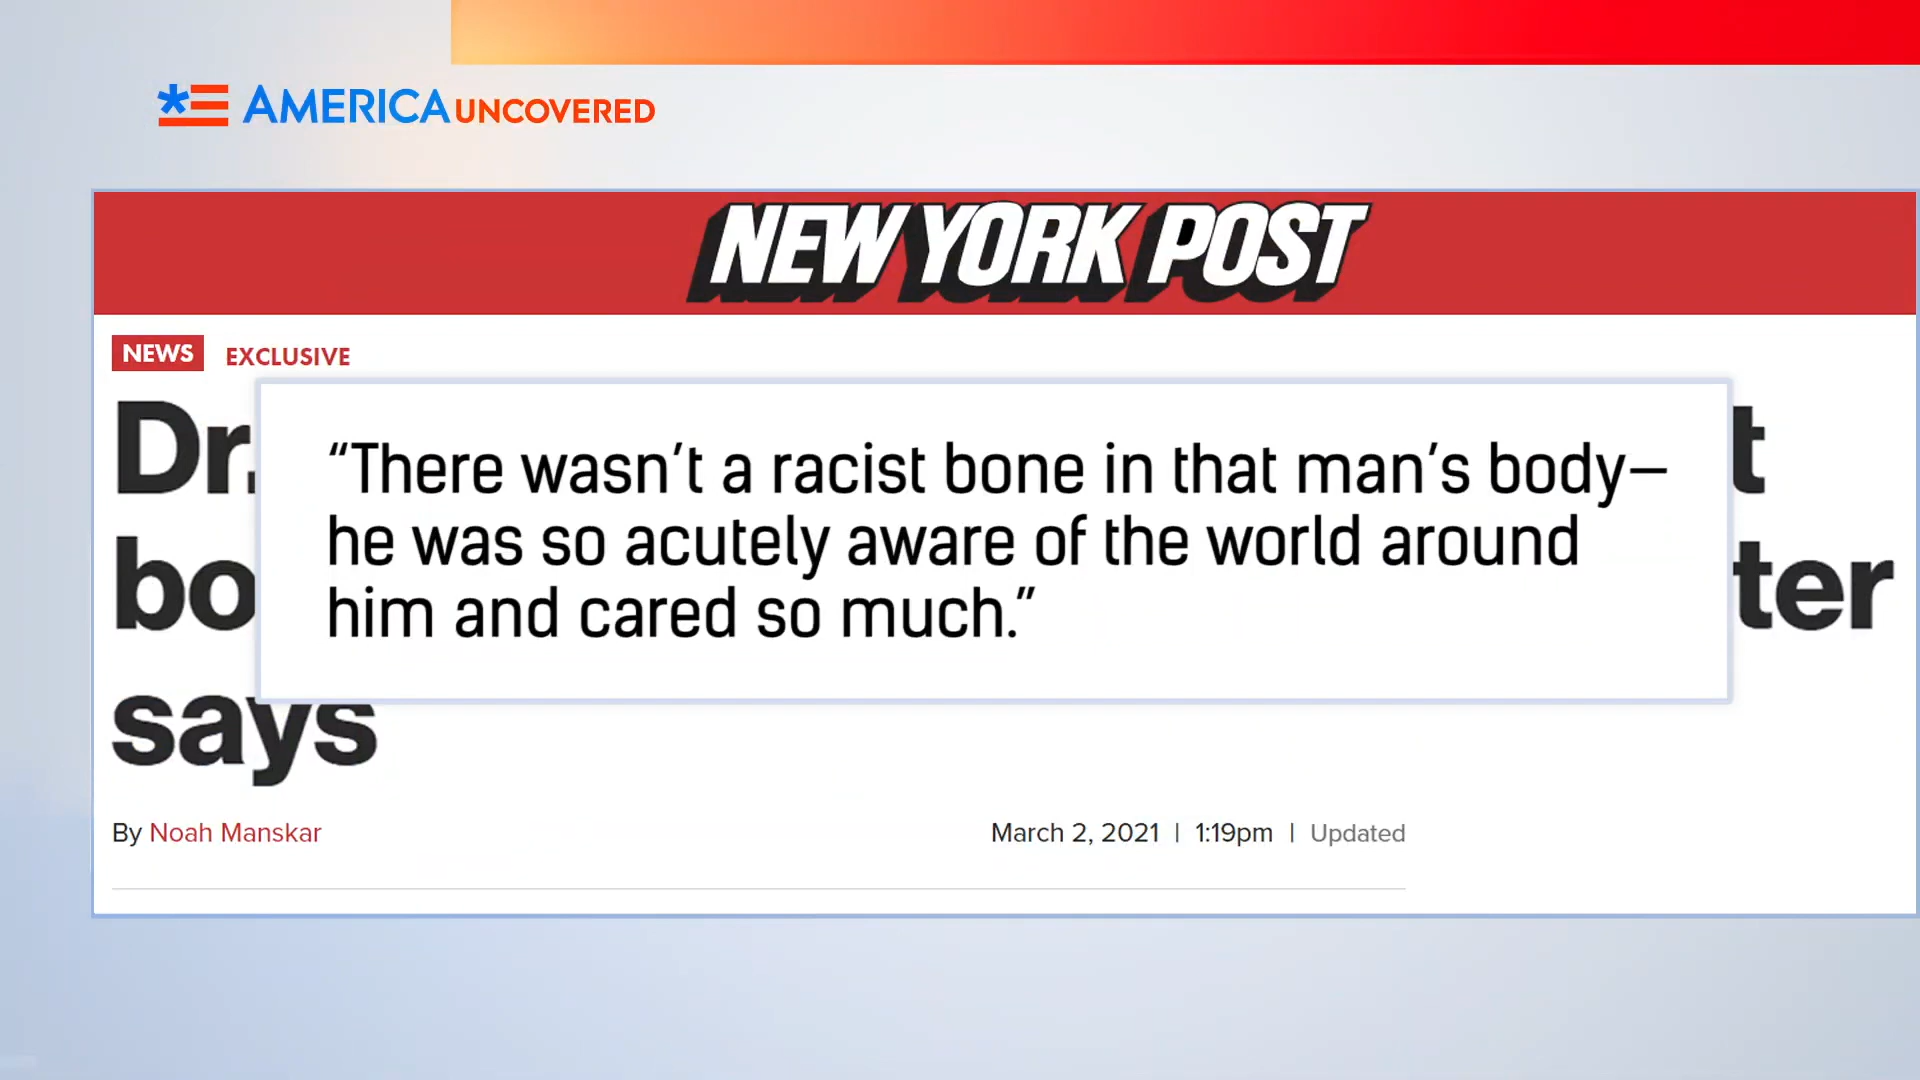 AMERICA UNCOVERED
NEW YORK POST
NEWS EXCLUSIVE
Dr.
“There wasn’t a racist bone in that man’s body—
he was so acutely aware of the world around
him and cared so much.”
says
By Noah Manskar
March 2, 2021 | 1:19pm | Updated